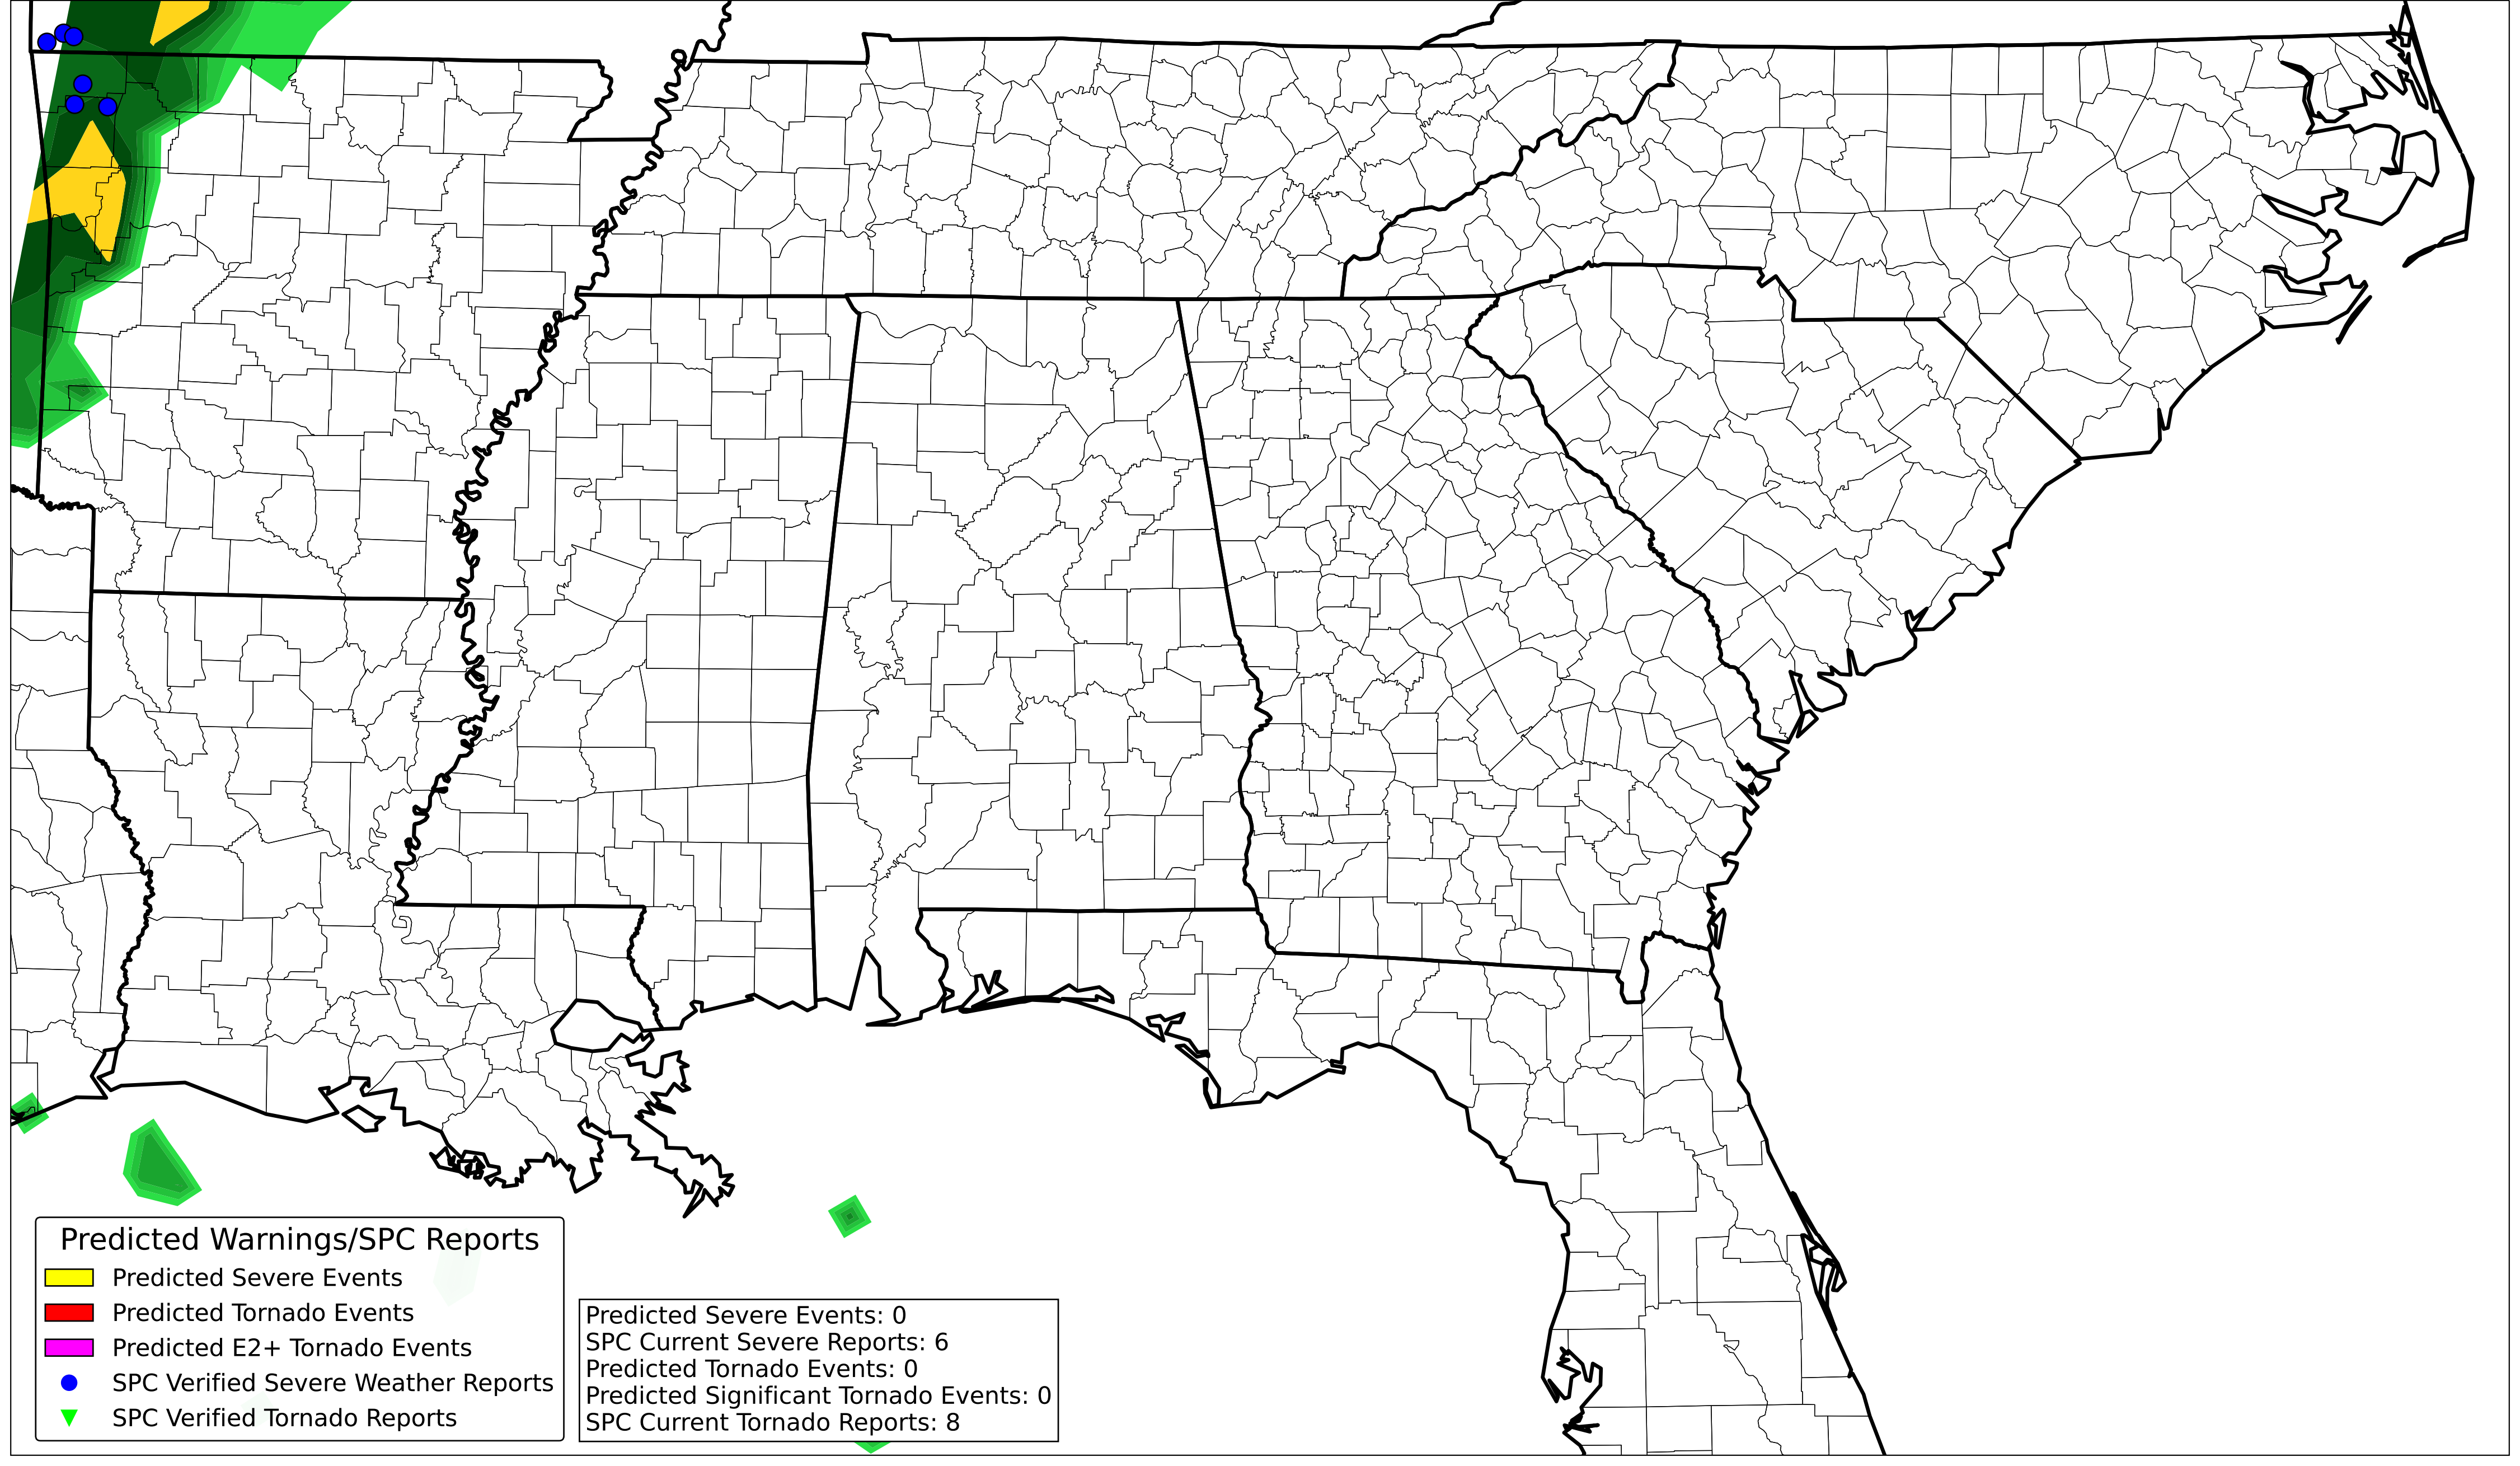 Predicted Warnings/SPC Reports
Predicted Severe Events
Predicted Tornado Events
Predicted E2+ Tornado Events
SPC Verified Severe Weather Reports
SPC Verified Tornado Reports
Predicted Severe Events: 0
SPC Current Severe Reports: 6
Predicted Tornado Events: 0
Predicted Significant Tornado Events: 0
SPC Current Tornado Reports: 8